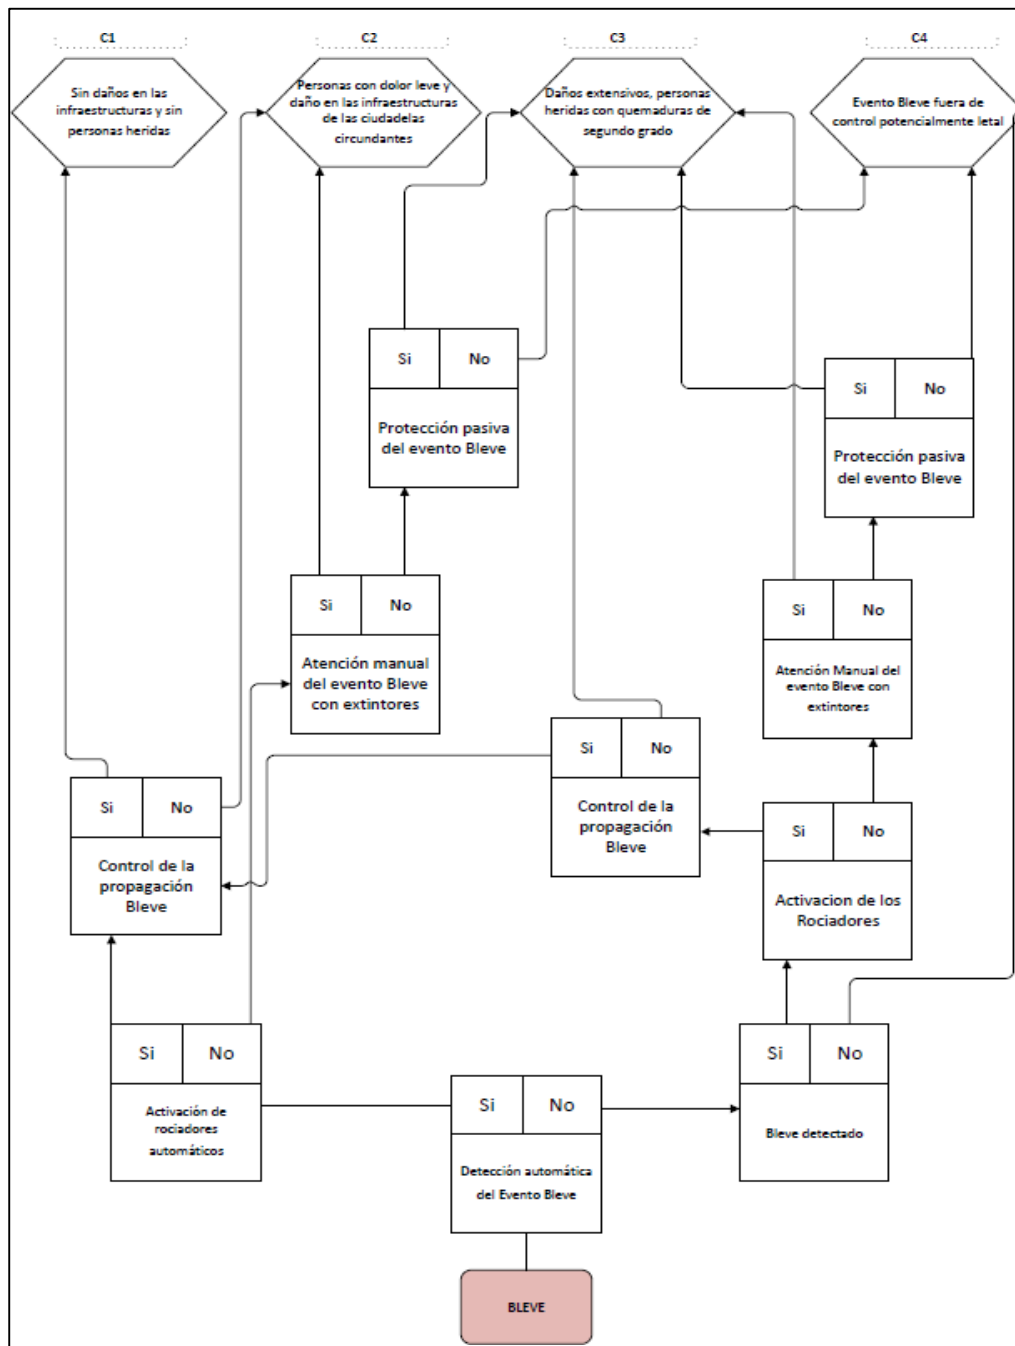 C1
C2
C3
C4
Sin daños en las
infraestructuras y sin
personas heridas
Personas con dolor leve y
daño en las infraestructuras
de las ciudadelas
circundantes
Daños extensivos, personas
heridas con quemaduras de
segundo grado
Evento Bleve fuera de
control potencialmente letal
Si
No
Protección pasiva
del evento Bleve
Si
No
Protección pasiva
del evento Bleve
Si
No
Atención manual
del evento Bleve
con extintores
Si
No
Atención Manual del
evento Bleve con
extintores
Si
No
Control de la
propagación
Bleve
Si
No
Control de la
propagación
Bleve
Si
No
Activacion de los
Rociadores
Si
No
Activación de
rociadores
automáticos
Si
No
Bleve detectado
Si
No
Detección automática
del Evento Bleve
BLEVE